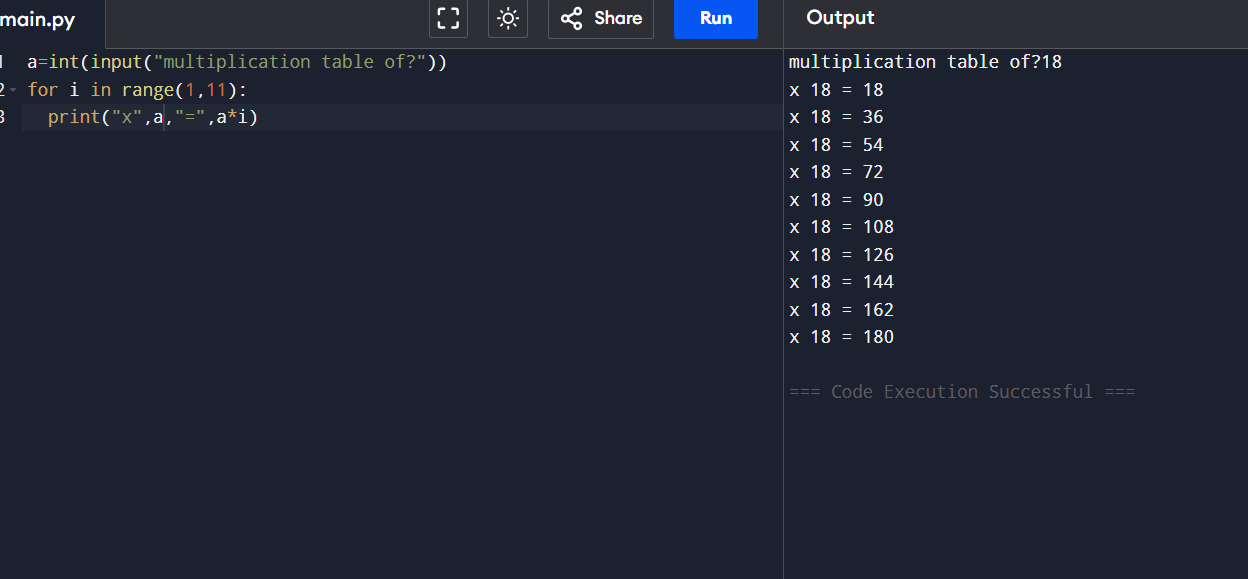 main.py
Share
Run
Output
1 a=int(input("multiplication table of?"))
2 for i in range(1,11):
3 print("x",a,"=",a*i)
multiplication table of?18
x 18 = 18
x 18 = 36
x 18 = 54
x 18 = 72
x 18 = 90
x 18 = 108
x 18 = 126
x 18 = 144
x 18 = 162
x 18 = 180
=== Code Execution Successful ===